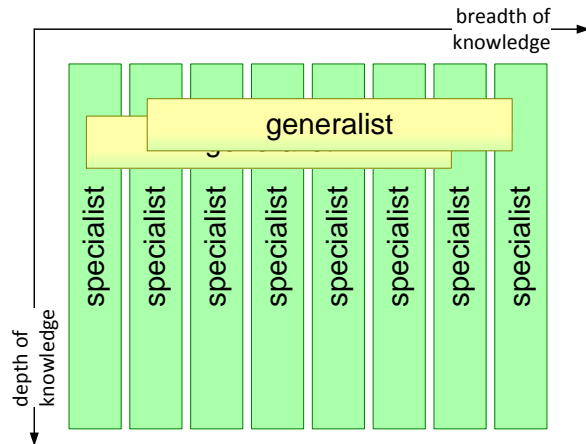 breadth of
knowledge
generalist
specialist
specialist
specialist
specialist
specialist
specialist
specialist
specialist
depth of
knowledge